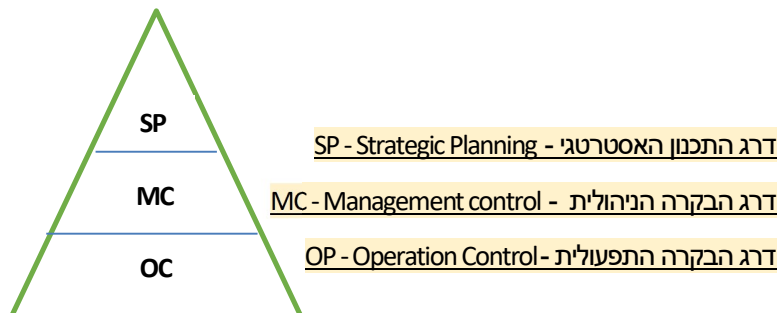 SP
דרג התכנון האסטרטגי - SP - Strategic Planning
MC
דרג הבקרה הניהולית - MC - Management control
דרג הבקרה התפעולית - OP - Operation Control
OC